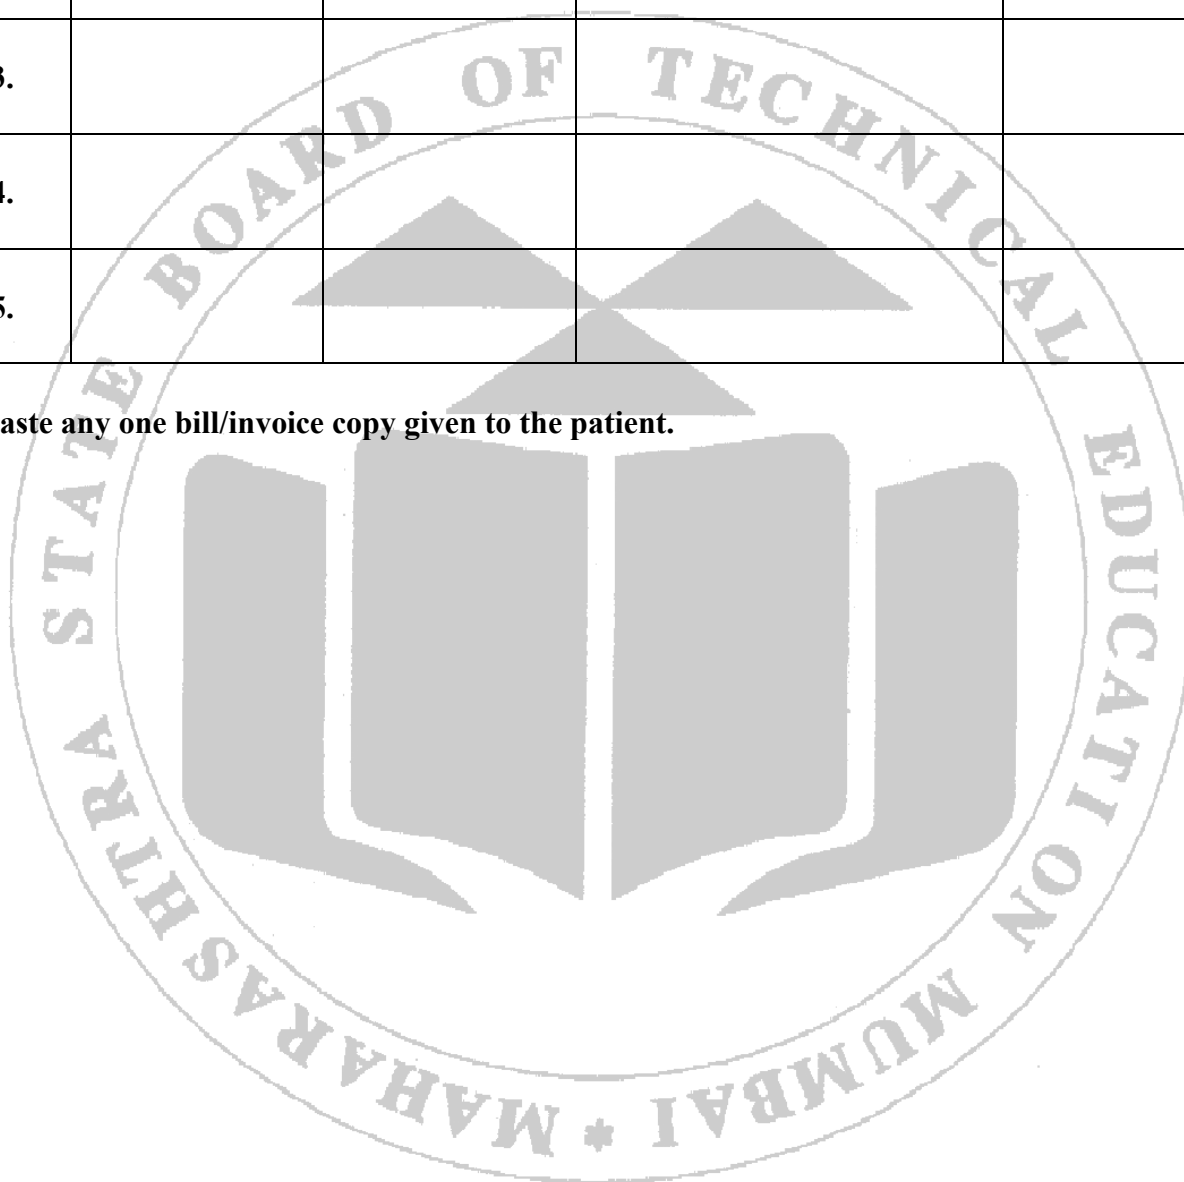 3.
4.
5.
aste any one bill/invoice copy given to the patient.
MAHARASHTRA STATE BOARD OF TECHNICAL EDUCATION MUMBAI *